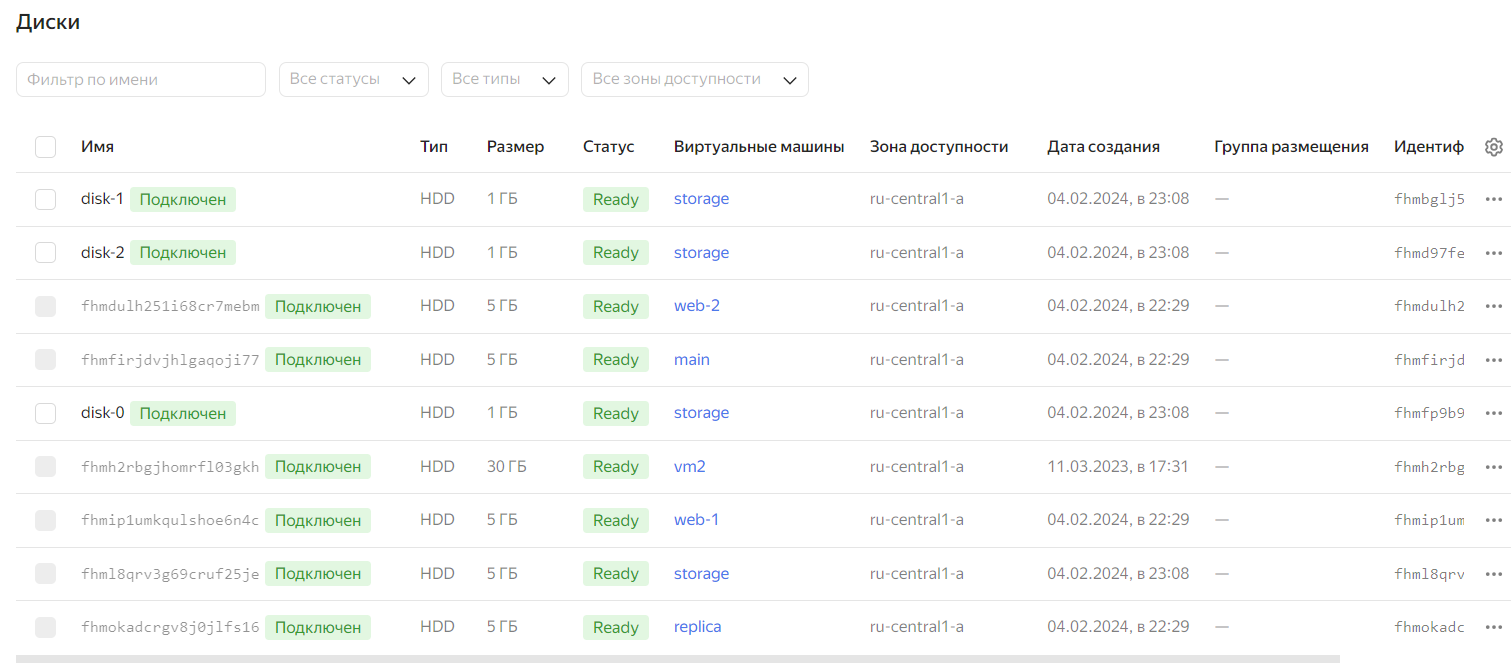 Диски
Фильтр по имени Все статусы Все типы Все зоны доступности
Имя Тип Размер Статус Виртуальные машины Зона доступности Дата создания Группа размещения Идентиф
disk-1 Подключен HDD 1 ГБ Ready storage ru-central1-a 04.02.2024, в 23:08 — fhmbglj5
disk-2 Подключен HDD 1 ГБ Ready storage ru-central1-a 04.02.2024, в 23:08 — fhmd97fe
fhmdulh251i68cr7mebm Подключен HDD 5 ГБ Ready web-2 ru-central1-a 04.02.2024, в 22:29 — fhmdulh2
fhmfirjdvjhlgaqoji77 Подключен HDD 5 ГБ Ready main ru-central1-a 04.02.2024, в 22:29 — fhmfirjd
disk-0 Подключен HDD 1 ГБ Ready storage ru-central1-a 04.02.2024, в 23:08 — fhmfp9b9
fhmh2rbgjhomrfl03gkh Подключен HDD 30 ГБ Ready vm2 ru-central1-a 11.03.2023, в 17:31 — fhmh2rbg
fhmip1umkqulshoe6n4c Подключен HDD 5 ГБ Ready web-1 ru-central1-a 04.02.2024, в 22:29 — fhmip1um
fhml8qrv3g69cruf25je Подключен HDD 5 ГБ Ready storage ru-central1-a 04.02.2024, в 23:08 — fhml8qrv
fhmokadcrgv8j0jlfs16 Подключен HDD 5 ГБ Ready replica ru-central1-a 04.02.2024, в 22:29 — fhmokadc